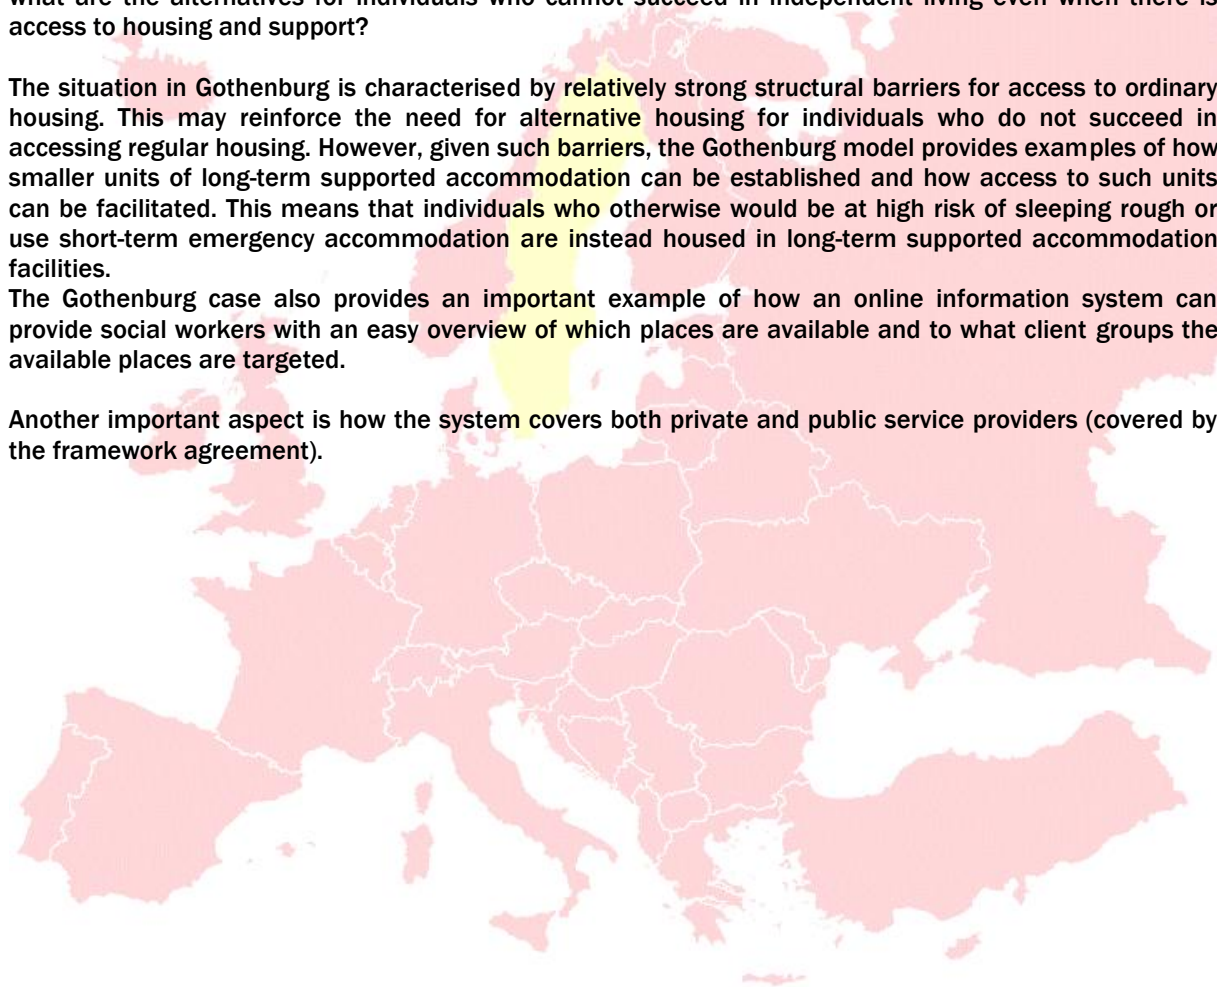 what are the alternatives for individuals who cannot succeed in independent living even when there is
access to housing and support?
The situation in Gothenburg is characterised by relatively strong structural barriers for access to ordinary
housing. This may reinforce the need for alternative housing for individuals who do not succeed in
accessing regular housing. However, given such barriers, the Gothenburg model provides examples of how
smaller units of long-term supported accommodation can be established and how access to such units
can be facilitated. This means that individuals who otherwise would be at high risk of sleeping rough or
use short-term emergency accommodation are instead housed in long-term supported accommodation
facilities.
The Gothenburg case also provides an important example of how an online information system can
provide social workers with an easy overview of which places are available and to what client groups the
available places are targeted.
Another important aspect is how the system covers both private and public service providers (covered by
the framework agreement).